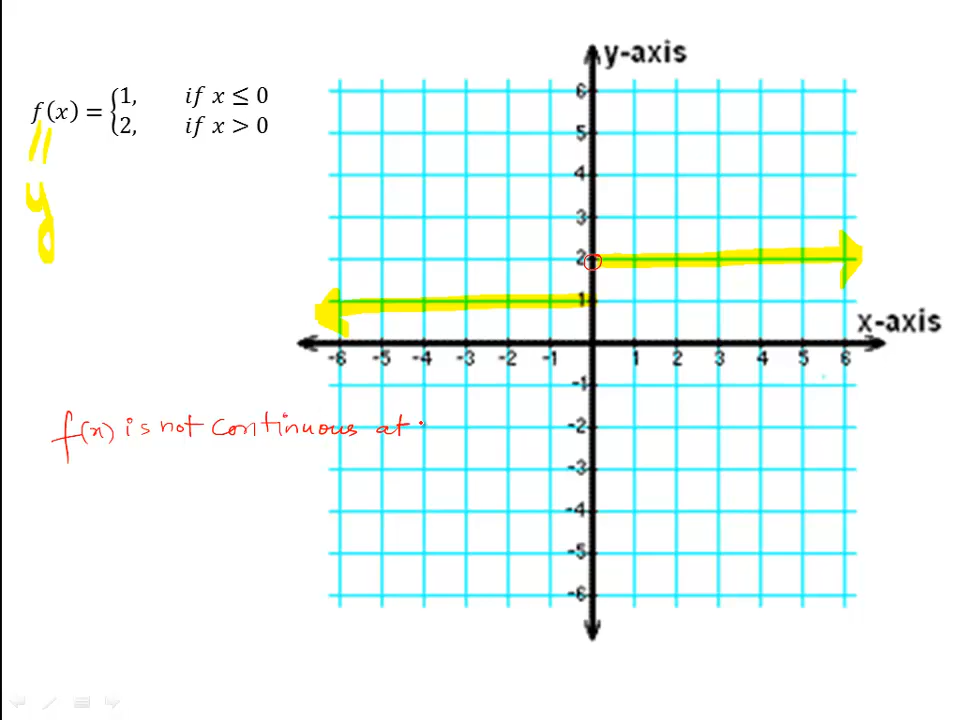 y-axis
f(x) = { 1, if x ≤ 0
2, if x > 0
= y
6
5
4
3
2
1
x-axis
-6 -5 -4 -3 -2 -1 1 2 3 4 5 6
-1
f(x) is not continuous at
-2
-3
-4
-5
-6